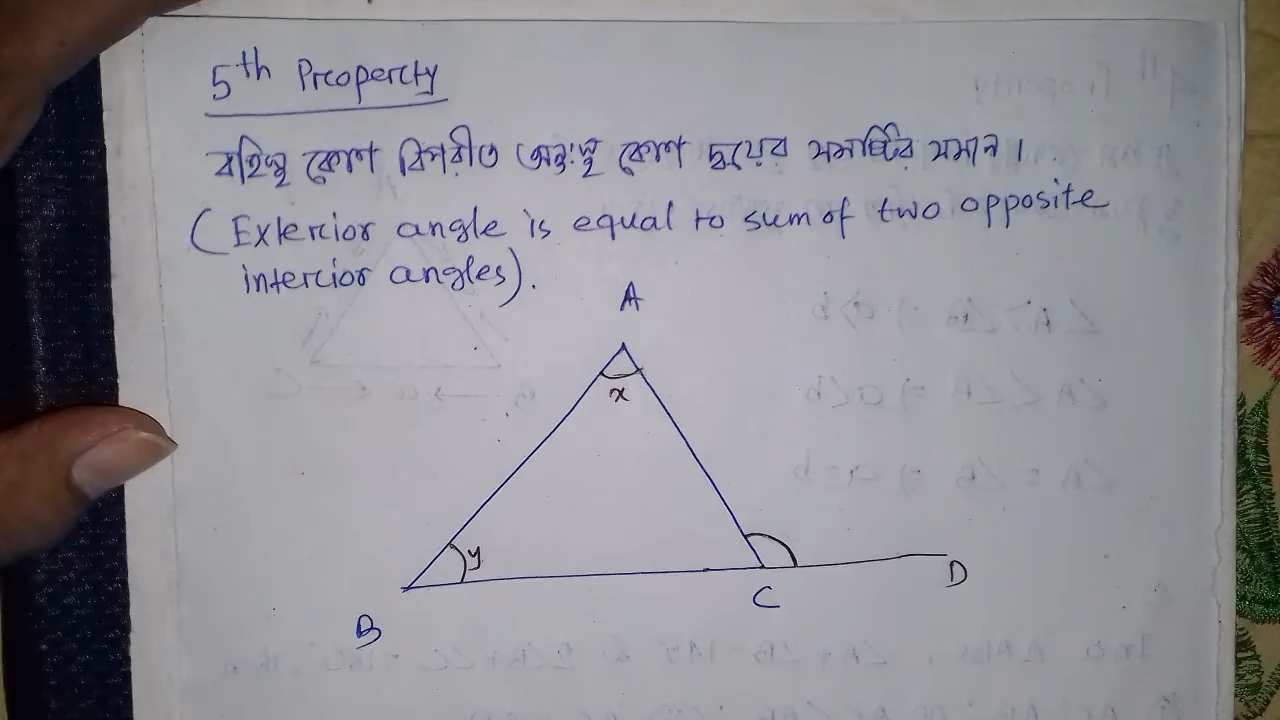 5th Property
বহিঃস্থ কোণ বিপরীত অন্তঃস্থ কোণ দ্বয়ের সমষ্টির সমান।
(Exterior angle is equal to sum of two opposite
interior angles).
A
x
y
B
C
D